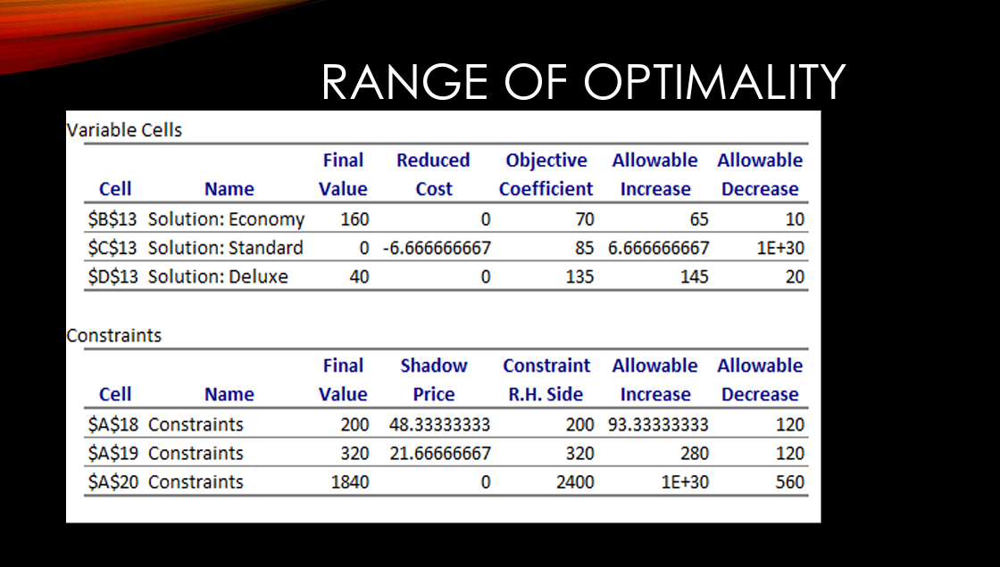 RANGE OF OPTIMALITY
Variable Cells
Final Reduced Objective Allowable Allowable
Cell Name Value Cost Coefficient Increase Decrease
$B$13 Solution: Economy 160 0 70 65 10
$C$13 Solution: Standard 0 -6.666666667 85 6.666666667 1E+30
$D$13 Solution: Deluxe 40 0 135 145 20
Constraints
Final Shadow Constraint Allowable Allowable
Cell Name Value Price R.H. Side Increase Decrease
$A$18 Constraints 200 48.33333333 200 93.33333333 120
$A$19 Constraints 320 21.66666667 320 280 120
$A$20 Constraints 1840 0 2400 1E+30 560